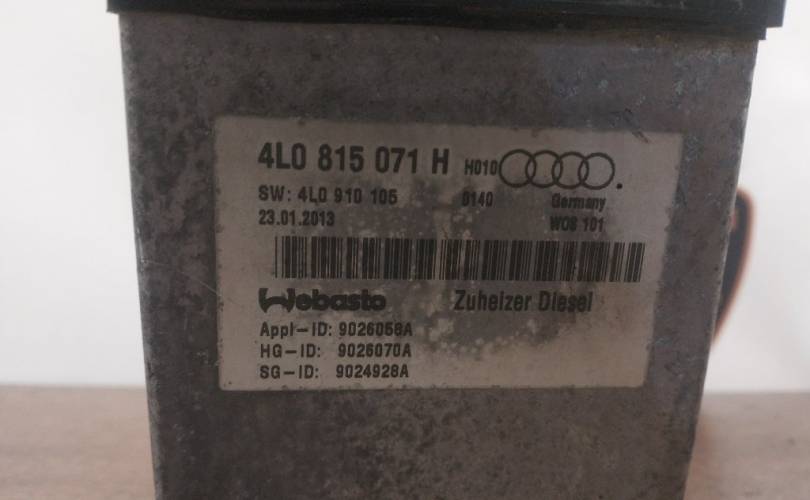 4L0 815 071 H H010
SW: 4L0 910 105 0140 Germany
23.01.2013 WOS 101
Webasto Zuheizer Diesel
Appl-ID: 9026058A
HG-ID: 9026070A
SG-ID: 9024928A